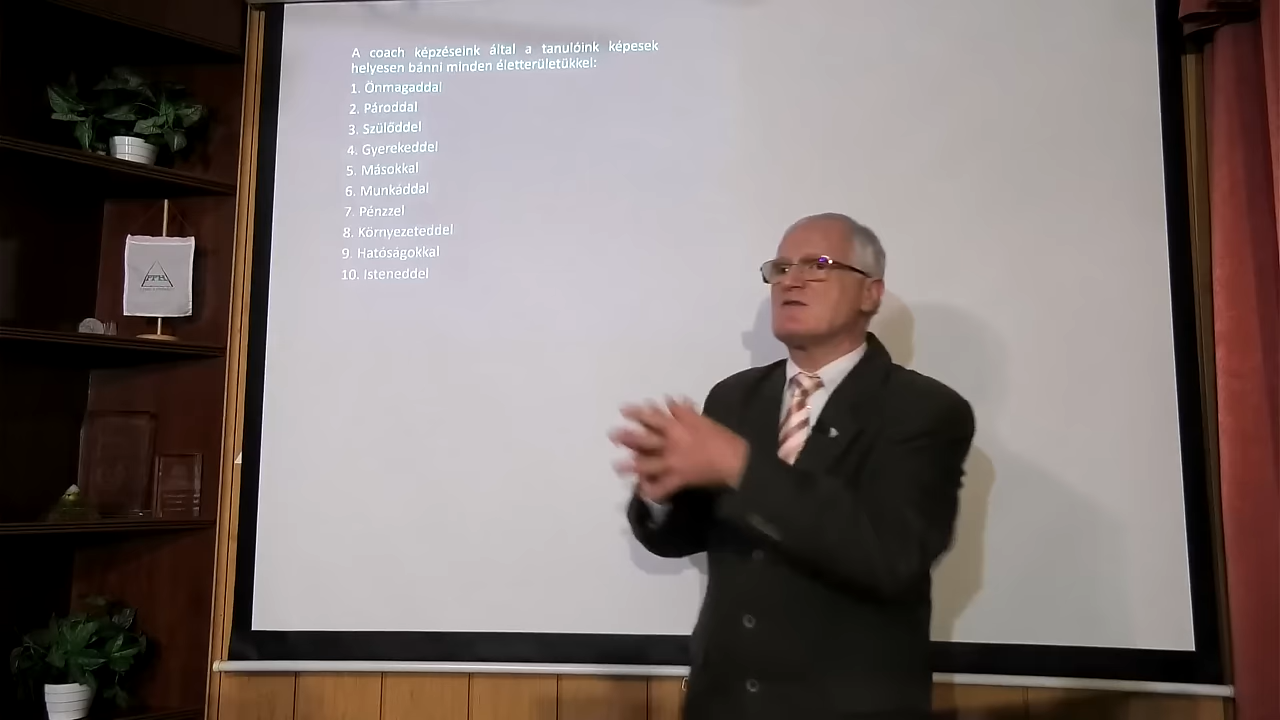 A coach képzéseink által a tanulóink képesek
helyesen bánni minden életterületükkel:
1. Önmagaddal
2. Pároddal
3. Szülőddel
4. Gyerekeddel
5. Másokkal
6. Munkáddal
7. Pénzzel
8. Környezeteddel
9. Hatóságokkal
10. Isteneddel